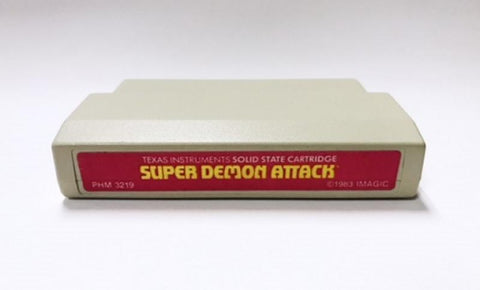 TEXAS INSTRUMENTS SOLID STATE CARTRIDGE
SUPER DEMON ATTACK
PHM 3219 ©1983 IMAGIC